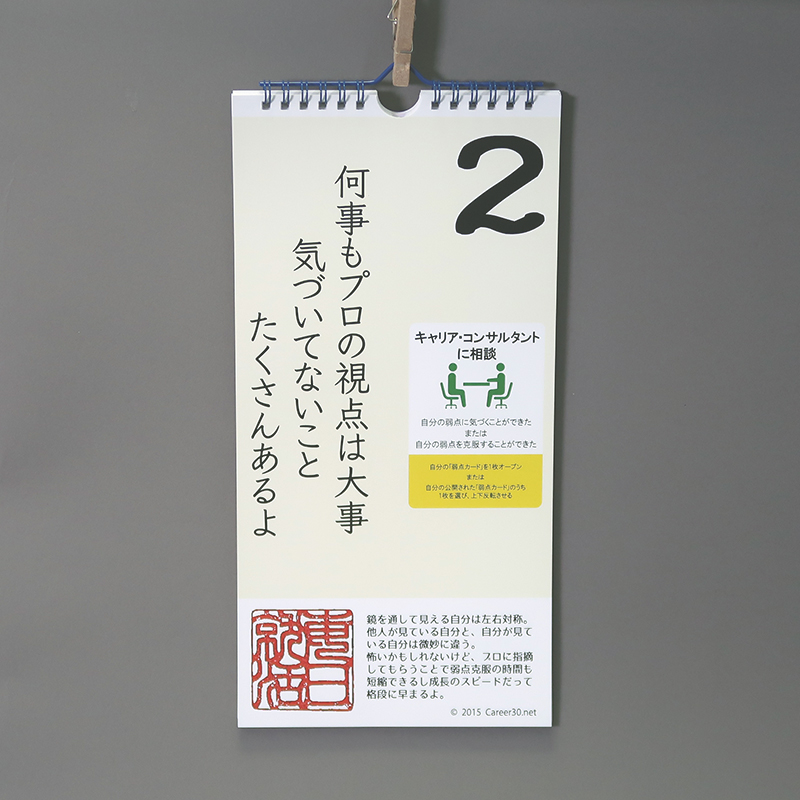 2
何事もプロの視点は大事
気づいてないこと
たくさんあるよ
キャリア・コンサルタント
に相談
自分の弱点に気づくことができた
または
自分の弱点を克服することができた
自分の「弱点カード」を1枚オープン
または
自分の公開された「弱点カード」のうち
1枚を選び、上下反転させる
裏日
就活
鏡を通して見える自分は左右対称。
他人が見ている自分と、自分が見て
いる自分は微妙に違う。
怖いかもしれないけど、プロに指摘
してもらうことで弱点克服の時間も
短縮できるし成長のスピードだって
格段に早まるよ。
© 2015 Career30.net